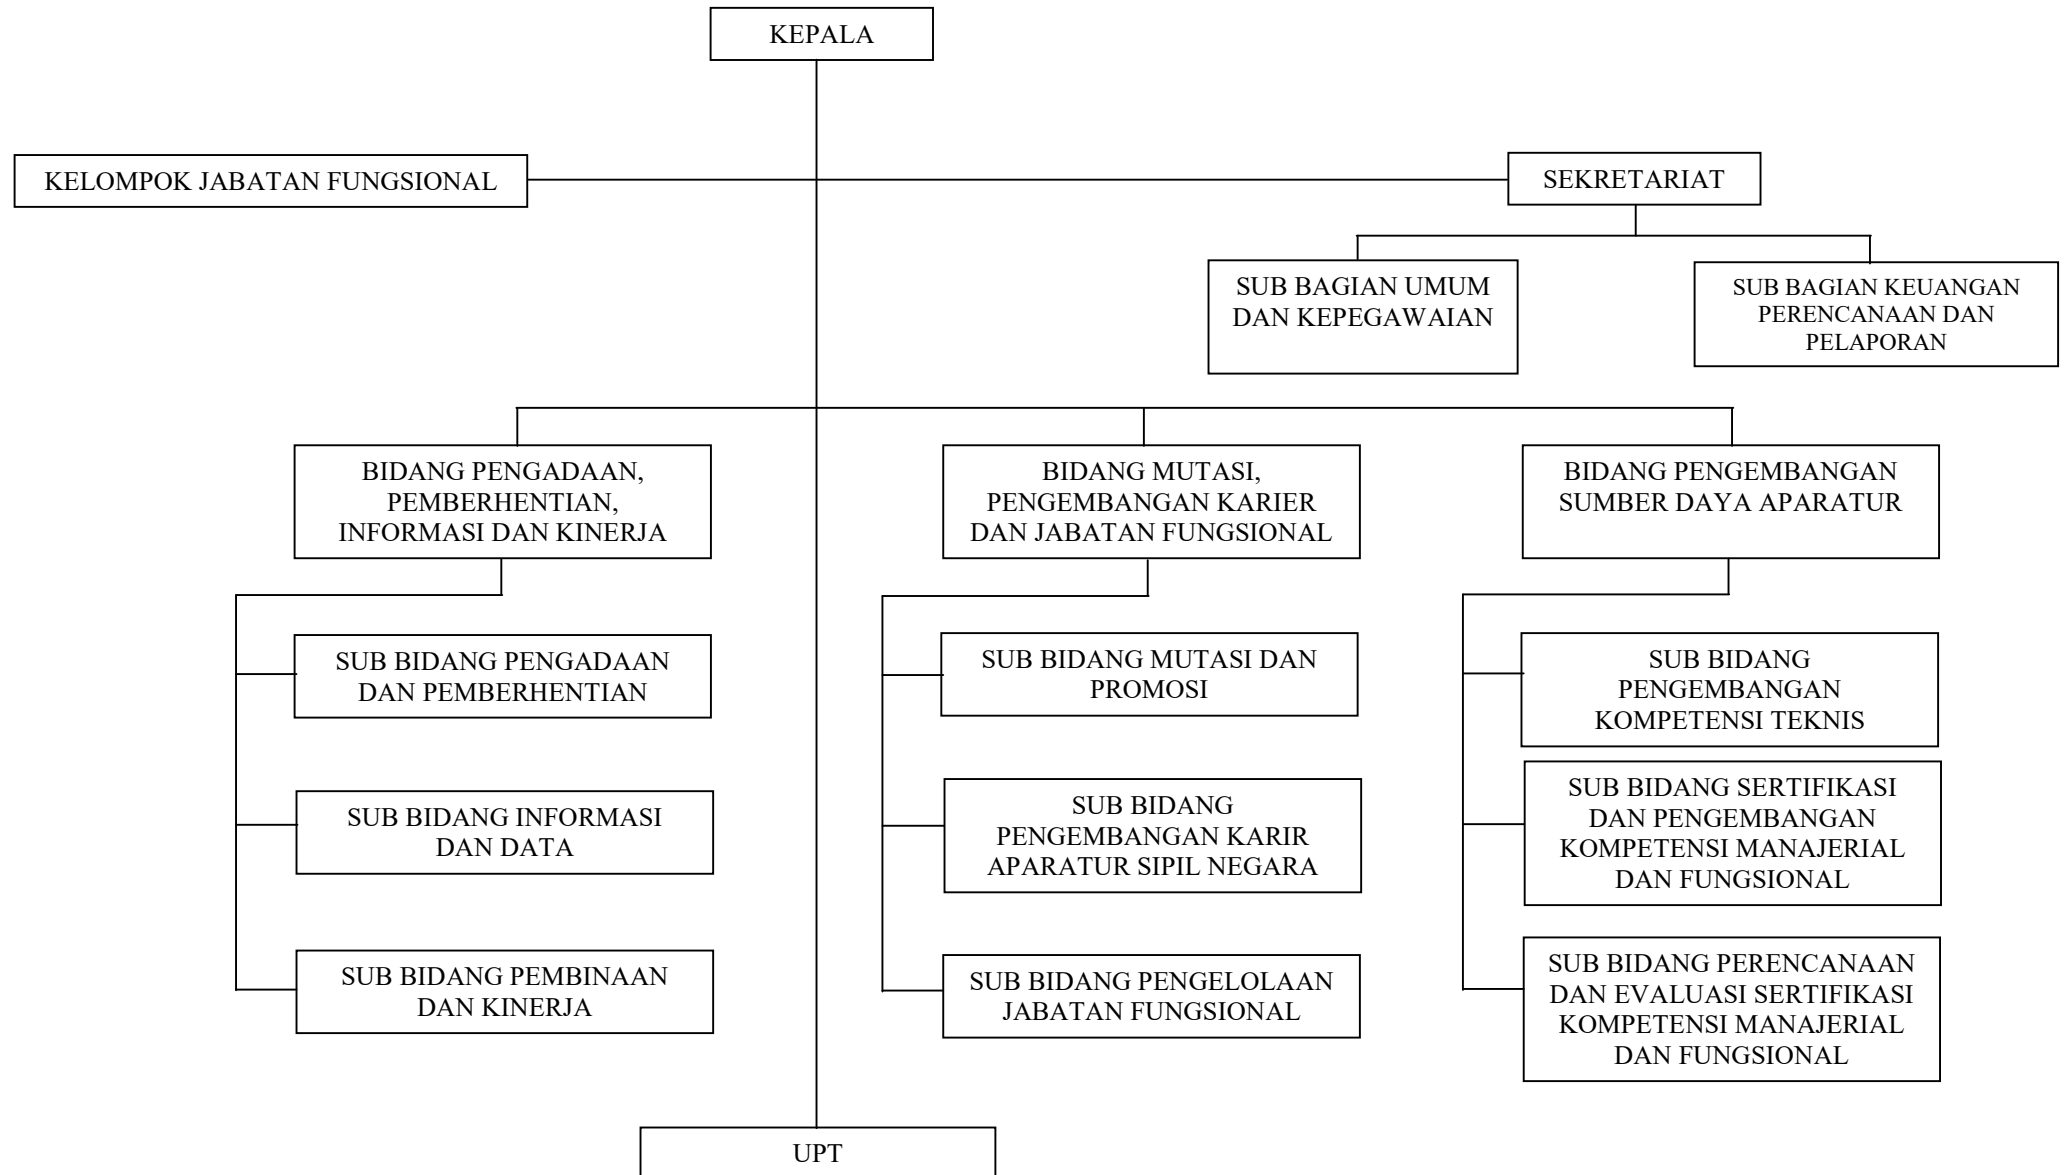 KEPALA
KELOMPOK JABATAN FUNGSIONAL
SEKRETARIAT
SUB BAGIAN UMUM
DAN KEPEGAWAIAN
SUB BAGIAN KEUANGAN
PERENCANAAN DAN
PELAPORAN
BIDANG PENGADAAN,
PEMBERHENTIAN,
INFORMASI DAN KINERJA
BIDANG MUTASI,
PENGEMBANGAN KARIER
DAN JABATAN FUNGSIONAL
BIDANG PENGEMBANGAN
SUMBER DAYA APARATUR
SUB BIDANG PENGADAAN
DAN PEMBERHENTIAN
SUB BIDANG MUTASI DAN
PROMOSI
SUB BIDANG
PENGEMBANGAN
KOMPETENSI TEKNIS
SUB BIDANG INFORMASI
DAN DATA
SUB BIDANG
PENGEMBANGAN KARIR
APARATUR SIPIL NEGARA
SUB BIDANG SERTIFIKASI
DAN PENGEMBANGAN
KOMPETENSI MANAJERIAL
DAN FUNGSIONAL
SUB BIDANG PEMBINAAN
DAN KINERJA
SUB BIDANG PENGELOLAAN
JABATAN FUNGSIONAL
SUB BIDANG PERENCANAAN
DAN EVALUASI SERTIFIKASI
KOMPETENSI MANAJERIAL
DAN FUNGSIONAL
UPT